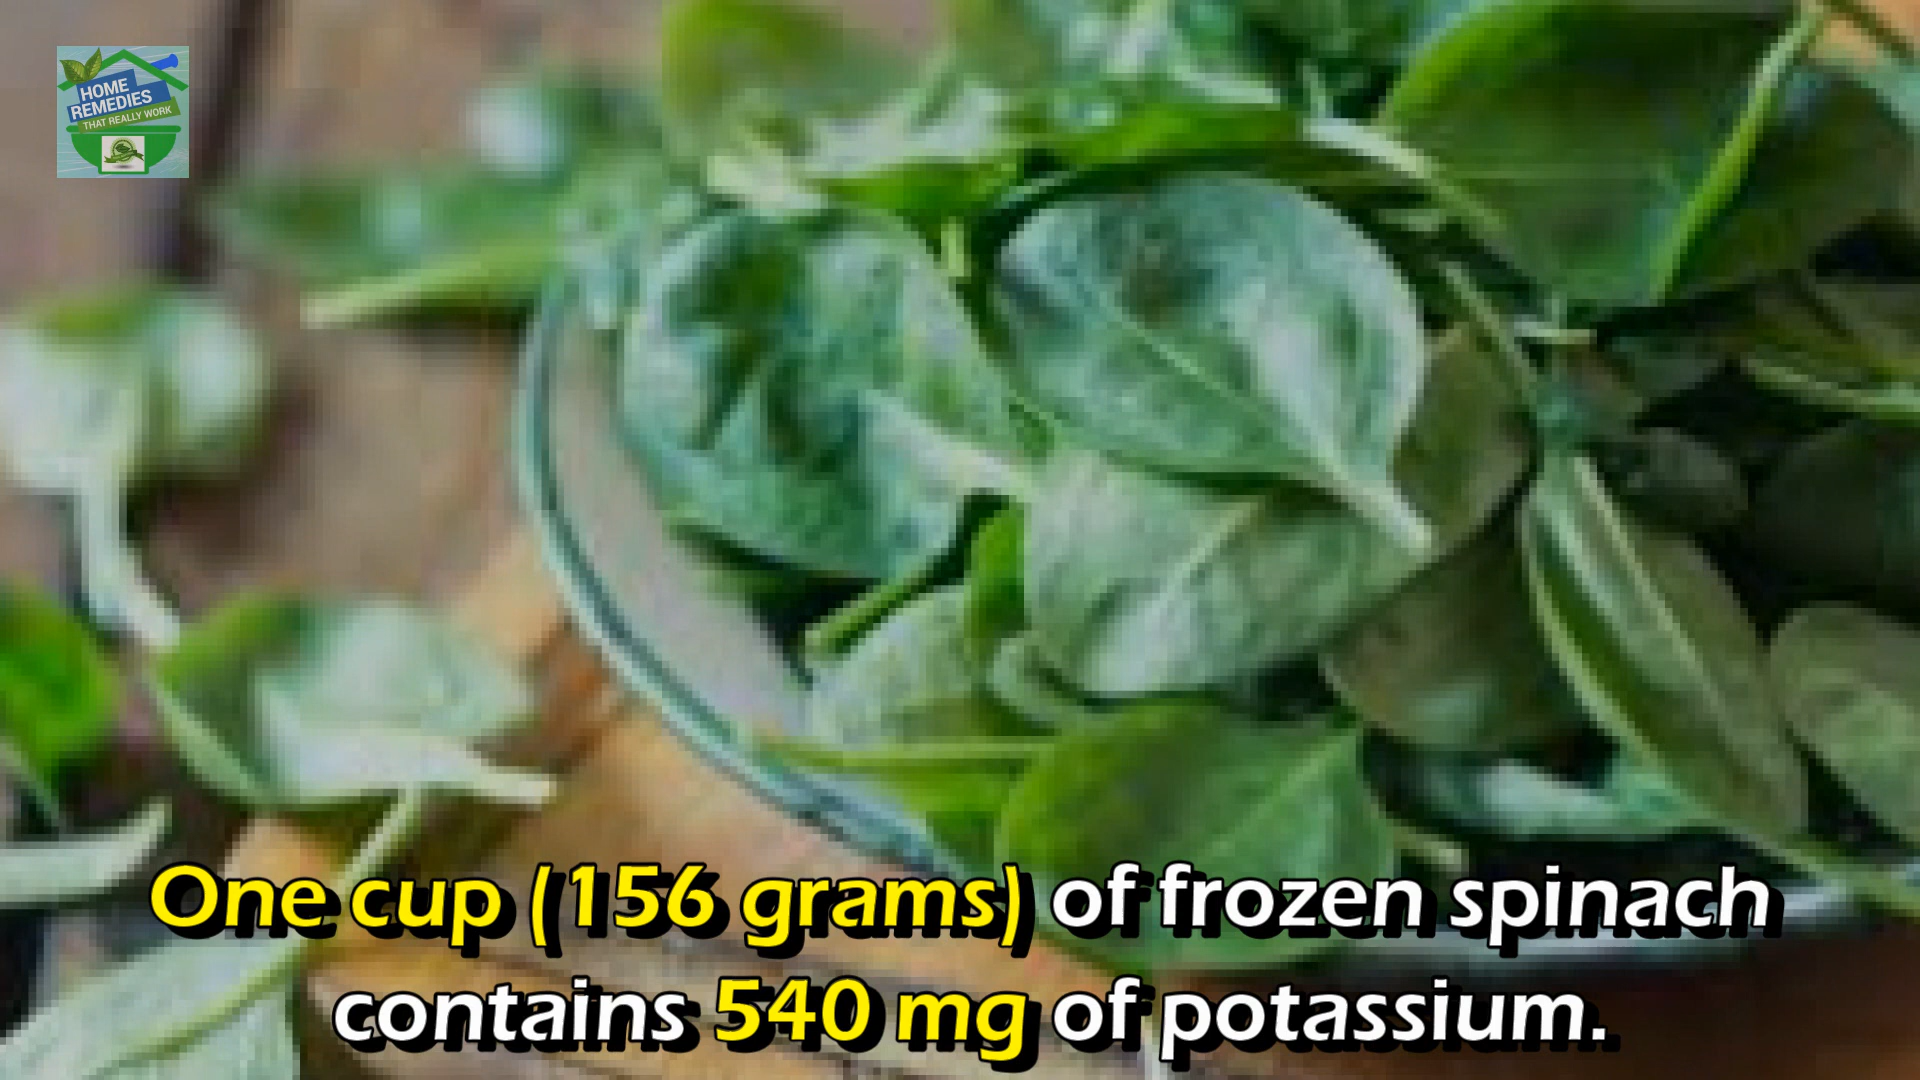 HOME
REMEDIES
THAT REALLY WORK
One cup (156 grams) of frozen spinach
contains 540 mg of potassium.